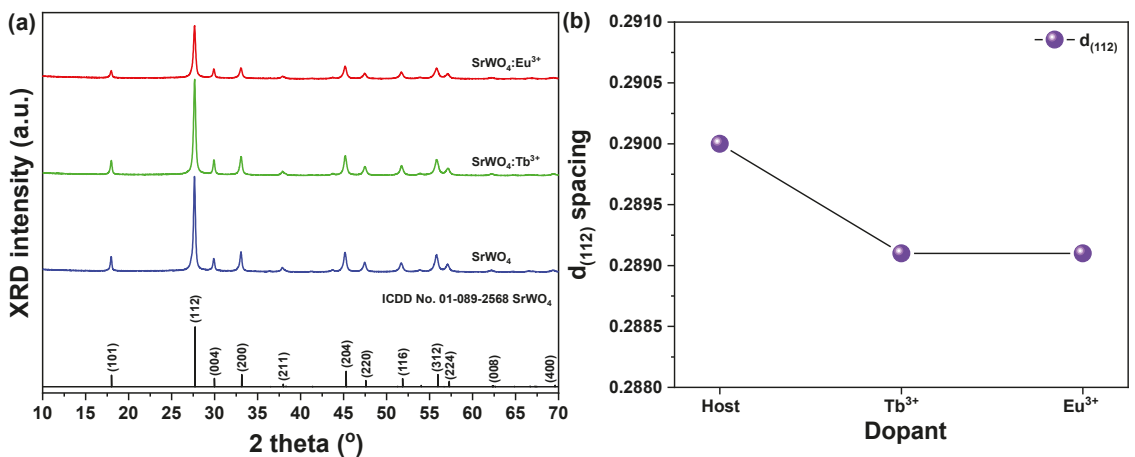 (a)
XRD intensity (a.u.)
SrWO₄:Eu³⁺
SrWO₄:Tb³⁺
SrWO₄
ICDD No. 01-089-2568 SrWO₄
(101)
(112)
(004)
(200)
(211)
(204)
(220)
(116)
(312)
(224)
(008)
(400)
10 15 20 25 30 35 40 45 50 55 60 65 70
2 theta (°)
(b)
d₍₁₁₂₎ spacing
0.2910
0.2905
0.2900
0.2895
0.2890
0.2885
0.2880
d₍₁₁₂₎
Host Tb³⁺ Eu³⁺
Dopant